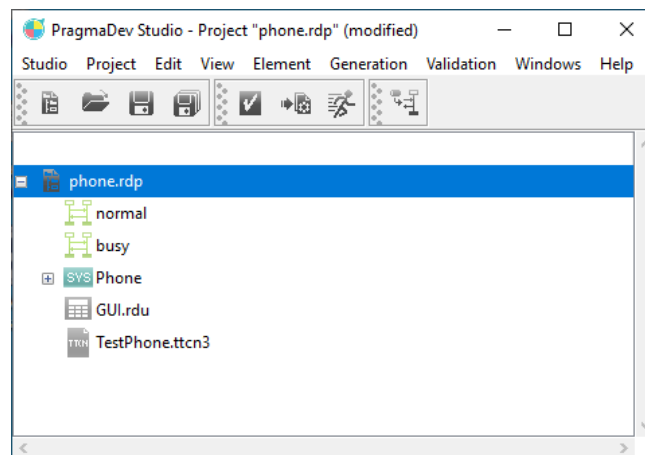 PragmaDev Studio - Project "phone.rdp" (modified)
Studio Project Edit View Element Generation Validation Windows Help
phone.rdp
normal
busy
SYS Phone
GUI.rdu
TTCN TestPhone.ttcn3